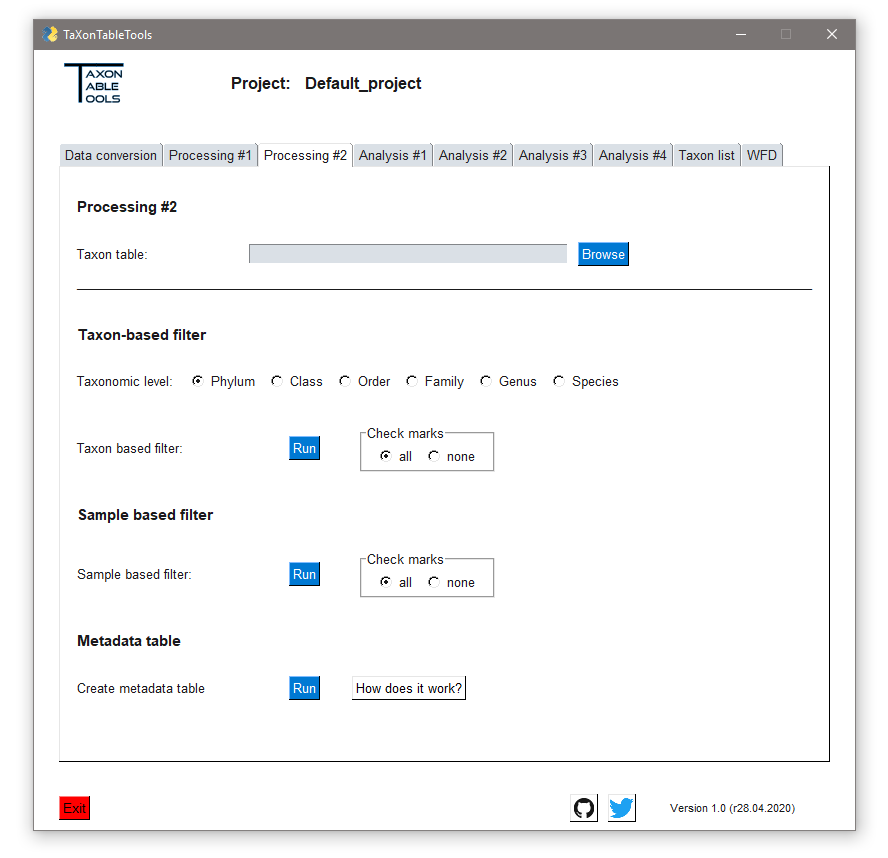 TaXonTableTools
TAXON
TABLE
TOOLS
Project: Default_project
Data conversion Processing #1 Processing #2 Analysis #1 Analysis #2 Analysis #3 Analysis #4 Taxon list WFD
Processing #2
Taxon table: Browse
Taxon-based filter
Taxonomic level: Phylum Class Order Family Genus Species
Check marks
Taxon based filter: Run all none
Sample based filter
Check marks
Sample based filter: Run all none
Metadata table
Create metadata table Run How does it work?
Exit Version 1.0 (r28.04.2020)